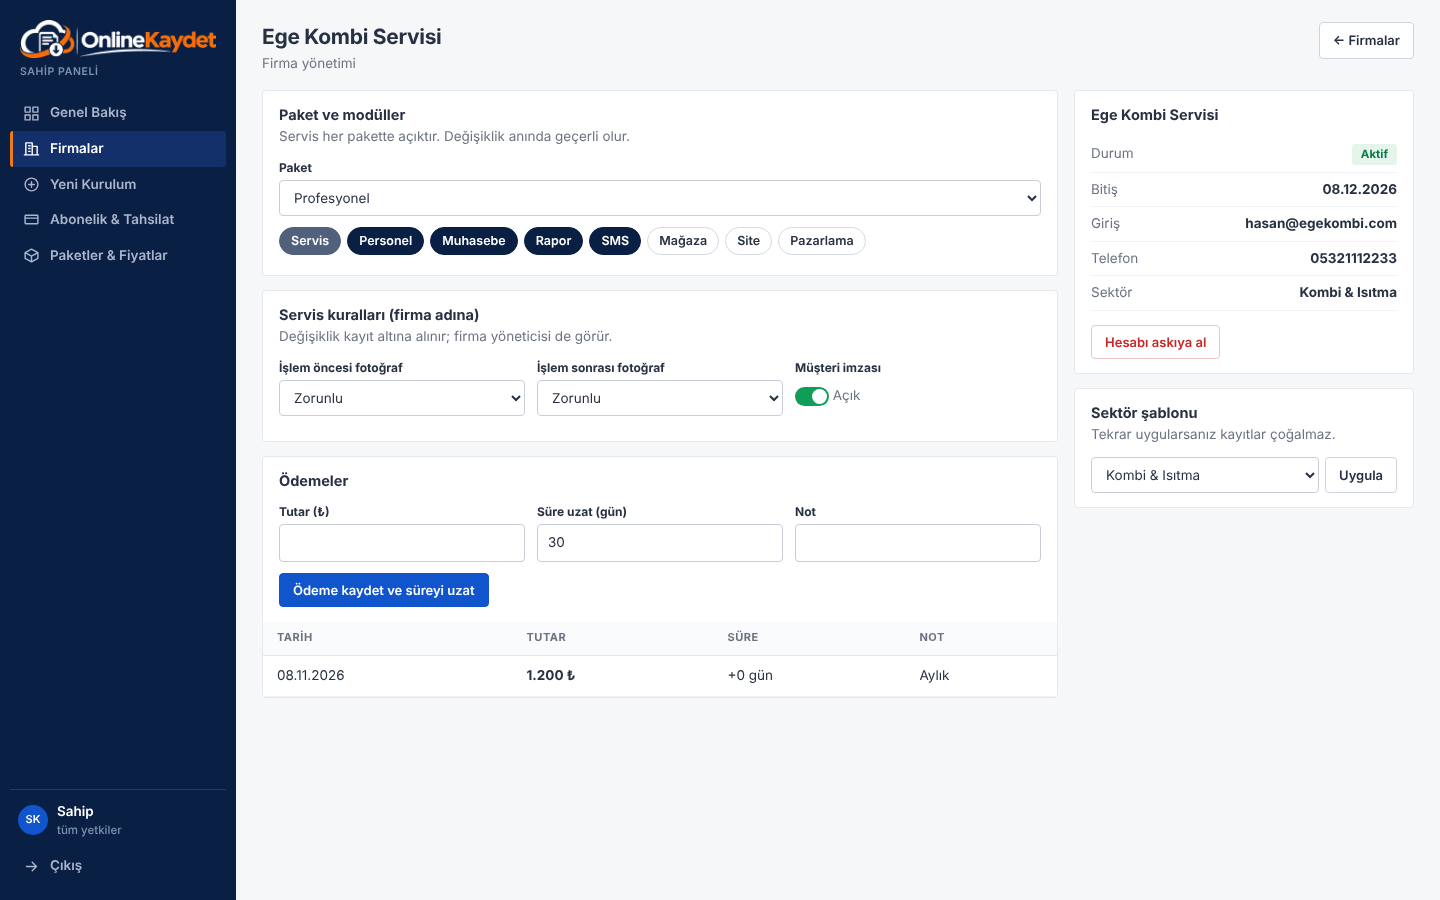 OnlineKaydet
SAHİP PANELİ
Genel Bakış
Firmalar
Yeni Kurulum
Abonelik & Tahsilat
Paketler & Fiyatlar
SK
Sahip
tüm yetkiler
Çıkış
Ege Kombi Servisi
Firma yönetimi
← Firmalar
Paket ve modüller
Servis her pakette açıktır. Değişiklik anında geçerli olur.
Paket
Profesyonel
Servis Personel Muhasebe Rapor SMS Mağaza Site Pazarlama
Servis kuralları (firma adına)
Değişiklik kayıt altına alınır; firma yöneticisi de görür.
İşlem öncesi fotoğraf İşlem sonrası fotoğraf Müşteri imzası
Zorunlu Zorunlu Açık
Ödemeler
Tutar (₺) Süre uzat (gün) Not
30
Ödeme kaydet ve süreyi uzat
TARİH TUTAR SÜRE NOT
08.11.2026 1.200 ₺ +0 gün Aylık
Ege Kombi Servisi
Durum Aktif
Bitiş 08.12.2026
Giriş hasan@egekombi.com
Telefon 05321112233
Sektör Kombi & Isıtma
Hesabı askıya al
Sektör şablonu
Tekrar uygularsanız kayıtlar çoğalmaz.
Kombi & Isıtma Uygula